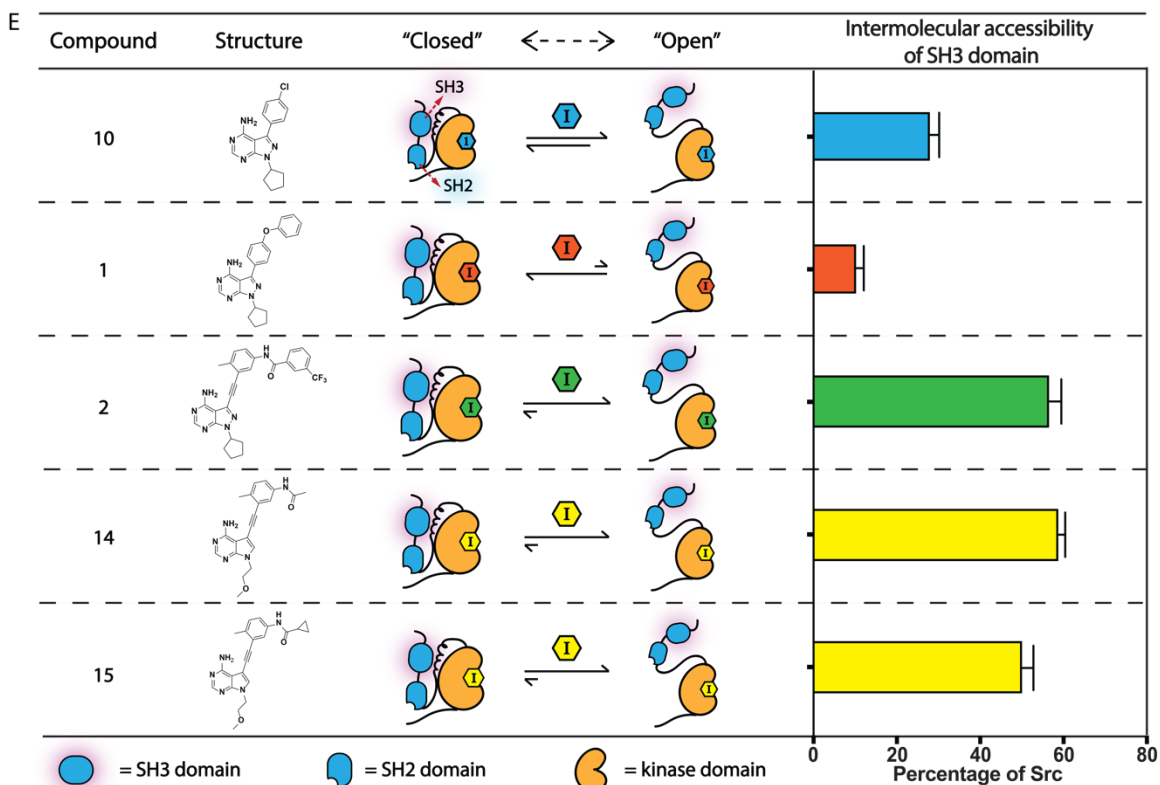 E
Compound Structure "Closed" "Open" Intermolecular accessibility
of SH3 domain
10
Cl
NH2
N
N
N
N
SH3
SH2
I
I
I
1
O
NH2
N
N
N
N
I
I
I
2
H
N
O
CF3
NH2
N
N
N
N
I
I
I
14
H
N
O
NH2
N
N
N
O
I
I
I
15
H
N
O
NH2
N
N
N
O
I
I
I
0 20 40 60 80
Percentage of Src
= SH3 domain = SH2 domain = kinase domain